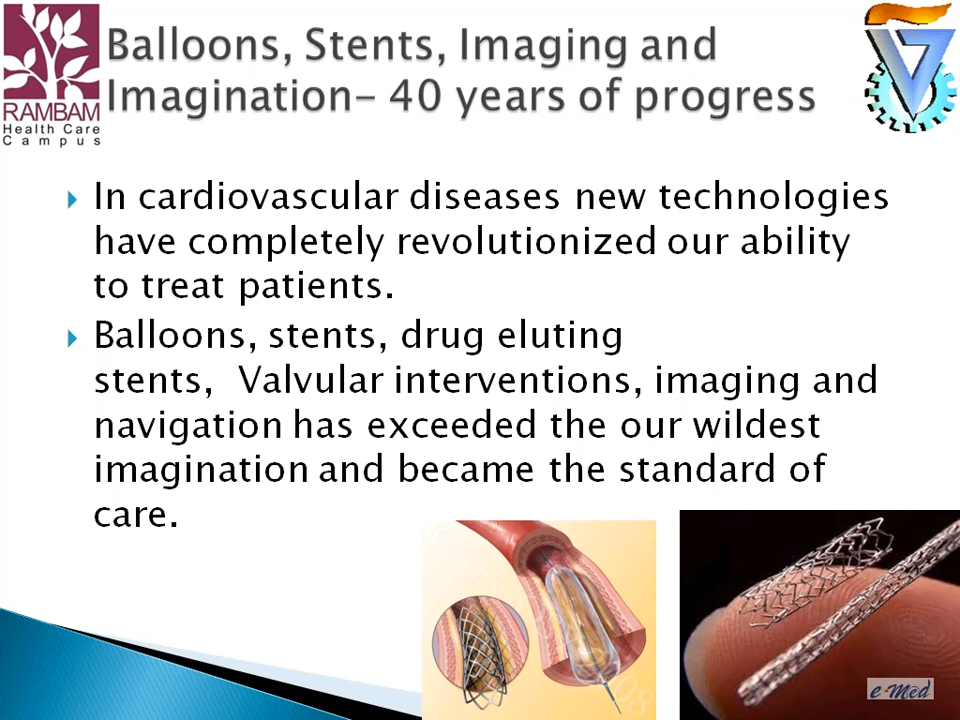 RAMBAM
Health Care
Campus
Balloons, Stents, Imaging and
Imagination- 40 years of progress
In cardiovascular diseases new technologies
have completely revolutionized our ability
to treat patients.
Balloons, stents, drug eluting
stents,  Valvular interventions, imaging and
navigation has exceeded the our wildest
imagination and became the standard of
care.
e-Med